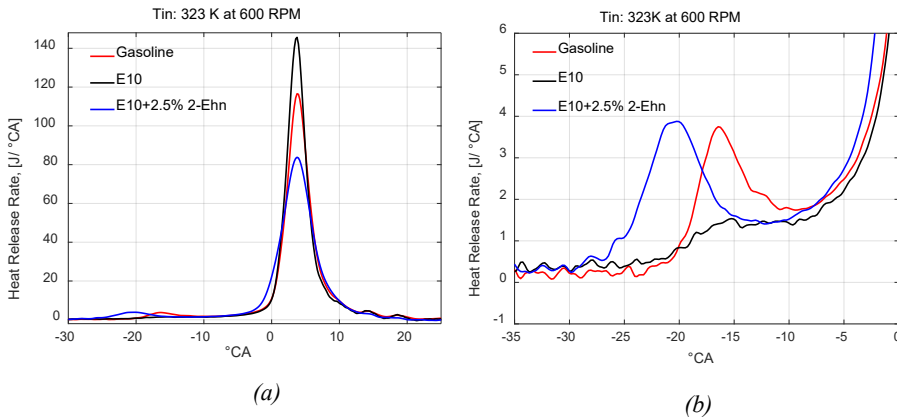 (a)
Tin: 323 K at 600 RPM
Heat Release Rate, [J/ °CA]
140
120
100
80
60
40
20
0
Gasoline
E10
E10+2.5% 2-Ehn
-30
-20
-10
0
10
20
°CA
(a)
(b)
Tin: 323 K at 600 RPM
Heat Release Rate, [J/ °CA]
6
5
4
3
2
1
0
-1
Gasoline
E10
E10+2.5% 2-Ehn
-35
-30
-25
-20
-15
-10
-5
0
°CA
(b)